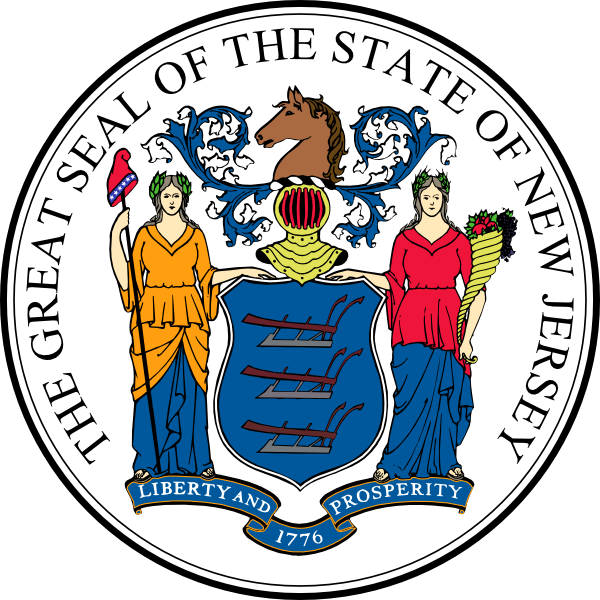 THE GREAT SEAL OF THE STATE OF NEW JERSEY
LIBERTY AND
PROSPERITY
1776